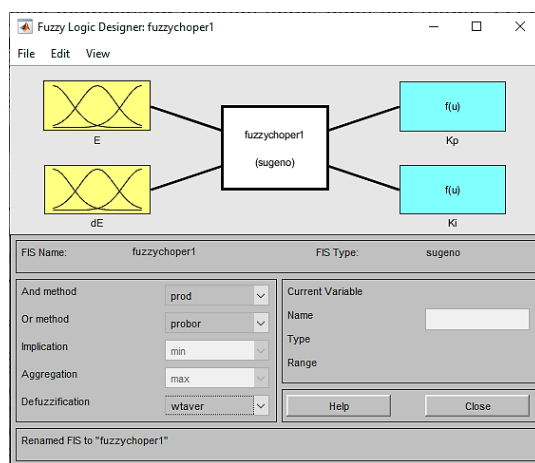 Fuzzy Logic Designer: fuzzychoper1
File Edit View
f(u)
fuzzychoper1
E
Kp
(sugeno)
f(u)
dE
Ki
FIS Name: fuzzychoper1 FIS Type: sugeno
And method prod
Or method probor
Implication min
Aggregation max
Defuzzification wtaver
Current Variable
Name
Type
Range
Help Close
Renamed FIS to "fuzzychoper1"